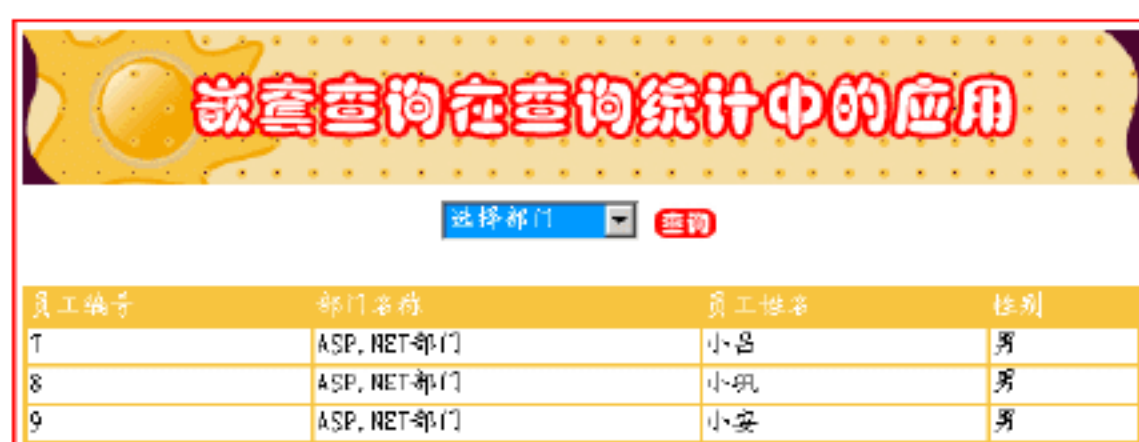 嵌套查询在查询统计中的应用
选择部门 查询
员工编号 部门名称 员工姓名 性别
7 ASP.NET部门 小吕 男
8 ASP.NET部门 男
9 ASP.NET部门 小安 男